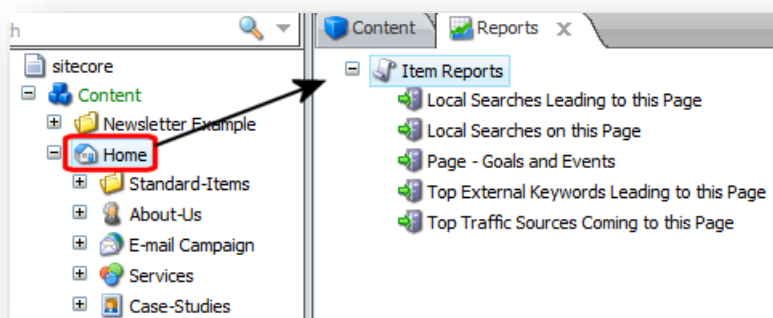 h
sitecore
Content
Newsletter Example
Home
Standard-Items
About-Us
E-mail Campaign
Services
Case-Studies
Content
Reports
Item Reports
Local Searches Leading to this Page
Local Searches on this Page
Page - Goals and Events
Top External Keywords Leading to this Page
Top Traffic Sources Coming to this Page